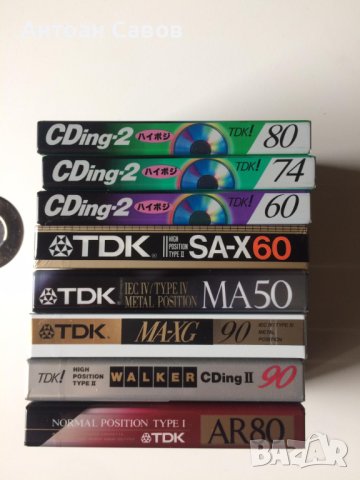 Антоан Савов
CDing-2 ハイポジ TDK! 80
CDing-2 ハイポジ TDK! 74
CDing-2 ハイポジ TDK! 60
TDK HIGH POSITION TYPE II SA-X60
TDK IEC IV/TYPE IV METAL POSITION MA50
TDK MA-XG 90 IEC IV/TYPE IV METAL POSITION
TDK! HIGH POSITION TYPE II WALKER CDing II 90
NORMAL POSITION TYPE I TDK AR80
BAZAR